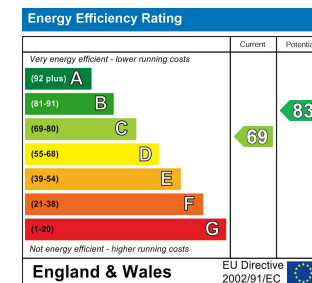 Energy Efficiency Rating
Current Potentia
Very energy efficient - lower running costs
(92 plus) A
(81-91) B
83
(69-80) C
69
(55-68) D
(39-54) E
(21-38) F
(1-20) G
Not energy efficient - higher running costs
England & Wales
EU Directive
2002/91/EC